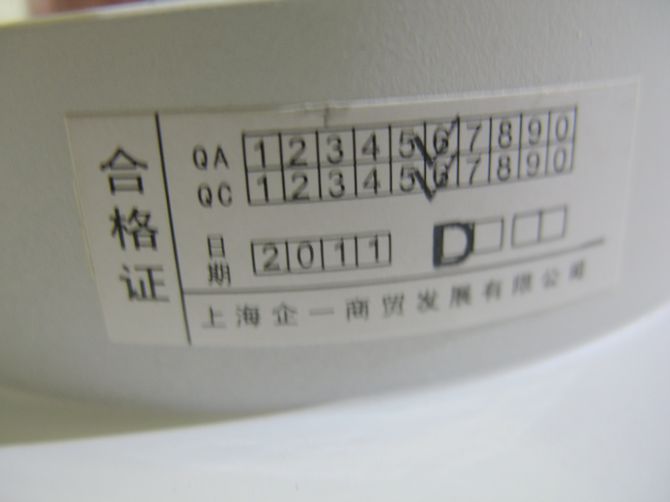 合格证
QA 1 2 3 4 5 6 7 8 9 0
QC 1 2 3 4 5 6 7 8 9 0
日期 2 0 1 1 D
上海企一商贸发展有限公司